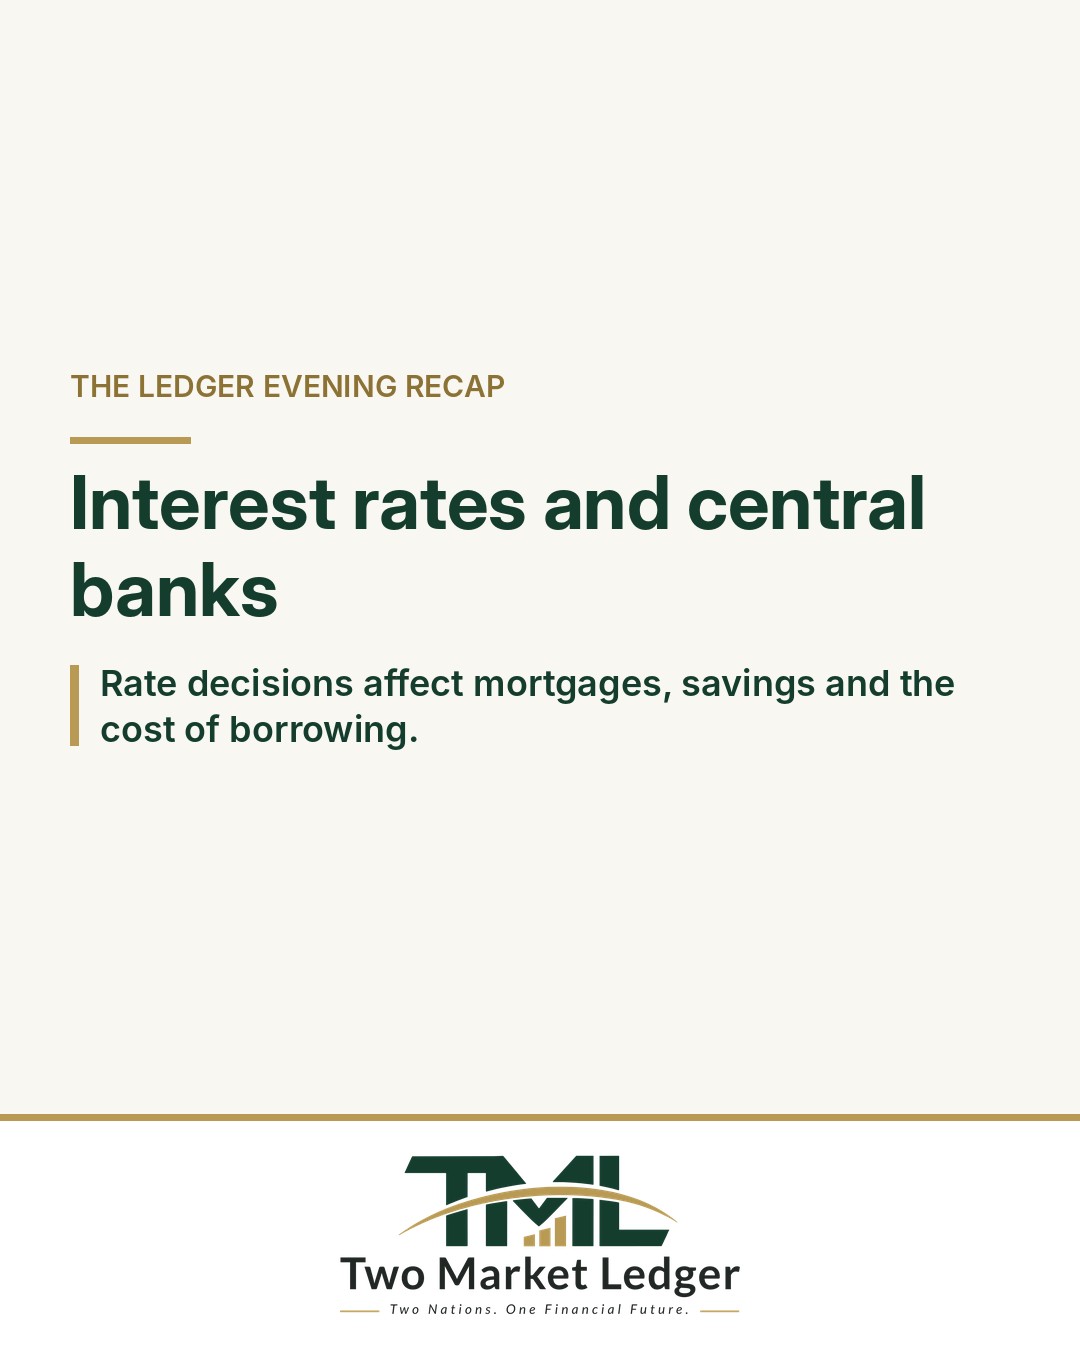 THE LEDGER EVENING RECAP
Interest rates and central
banks
Rate decisions affect mortgages, savings and the
cost of borrowing.
TML
Two Market Ledger
Two Nations. One Financial Future.